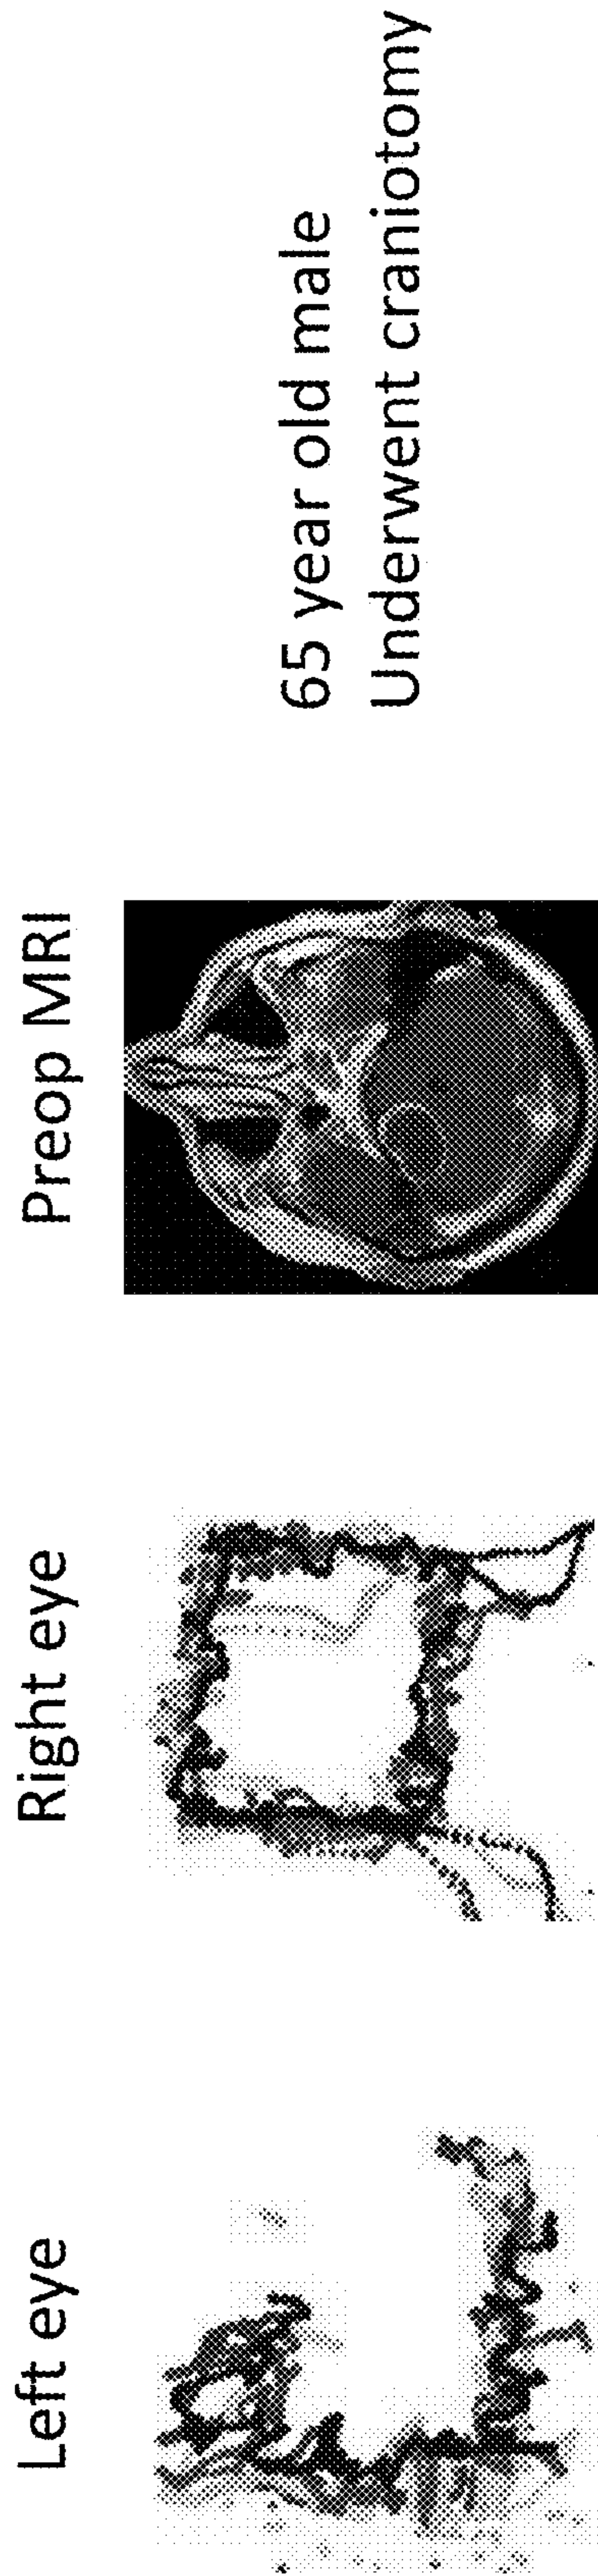 Left eye
Right eye
Preop MRI
65 year old male
Underwent craniotomy